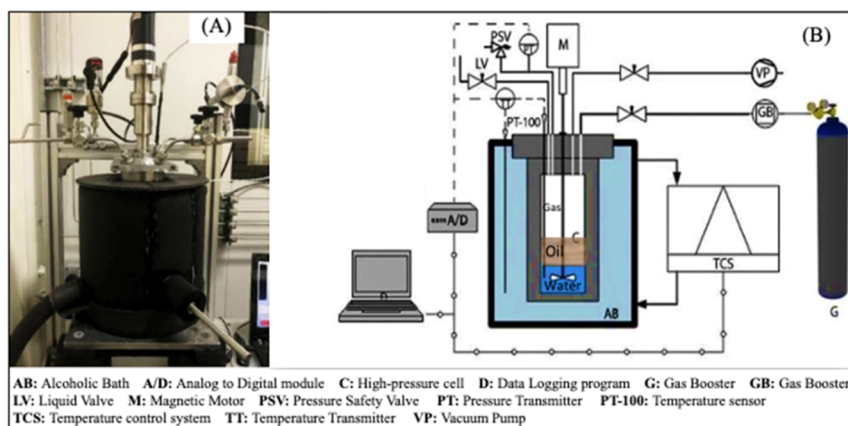 (A)
(B)
PSV
PT
M
LV
VP
PT-100
GB
Gas
A/D
C
Oil
TCS
Water
AB
G
AB: Alcoholic Bath A/D: Analog to Digital module C: High-pressure cell D: Data Logging program G: Gas Booster GB: Gas Booster
LV: Liquid Valve M: Magnetic Motor PSV: Pressure Safety Valve PT: Pressure Transmitter PT-100: Temperature sensor
TCS: Temperature control system TT: Temperature Transmitter VP: Vacuum Pump